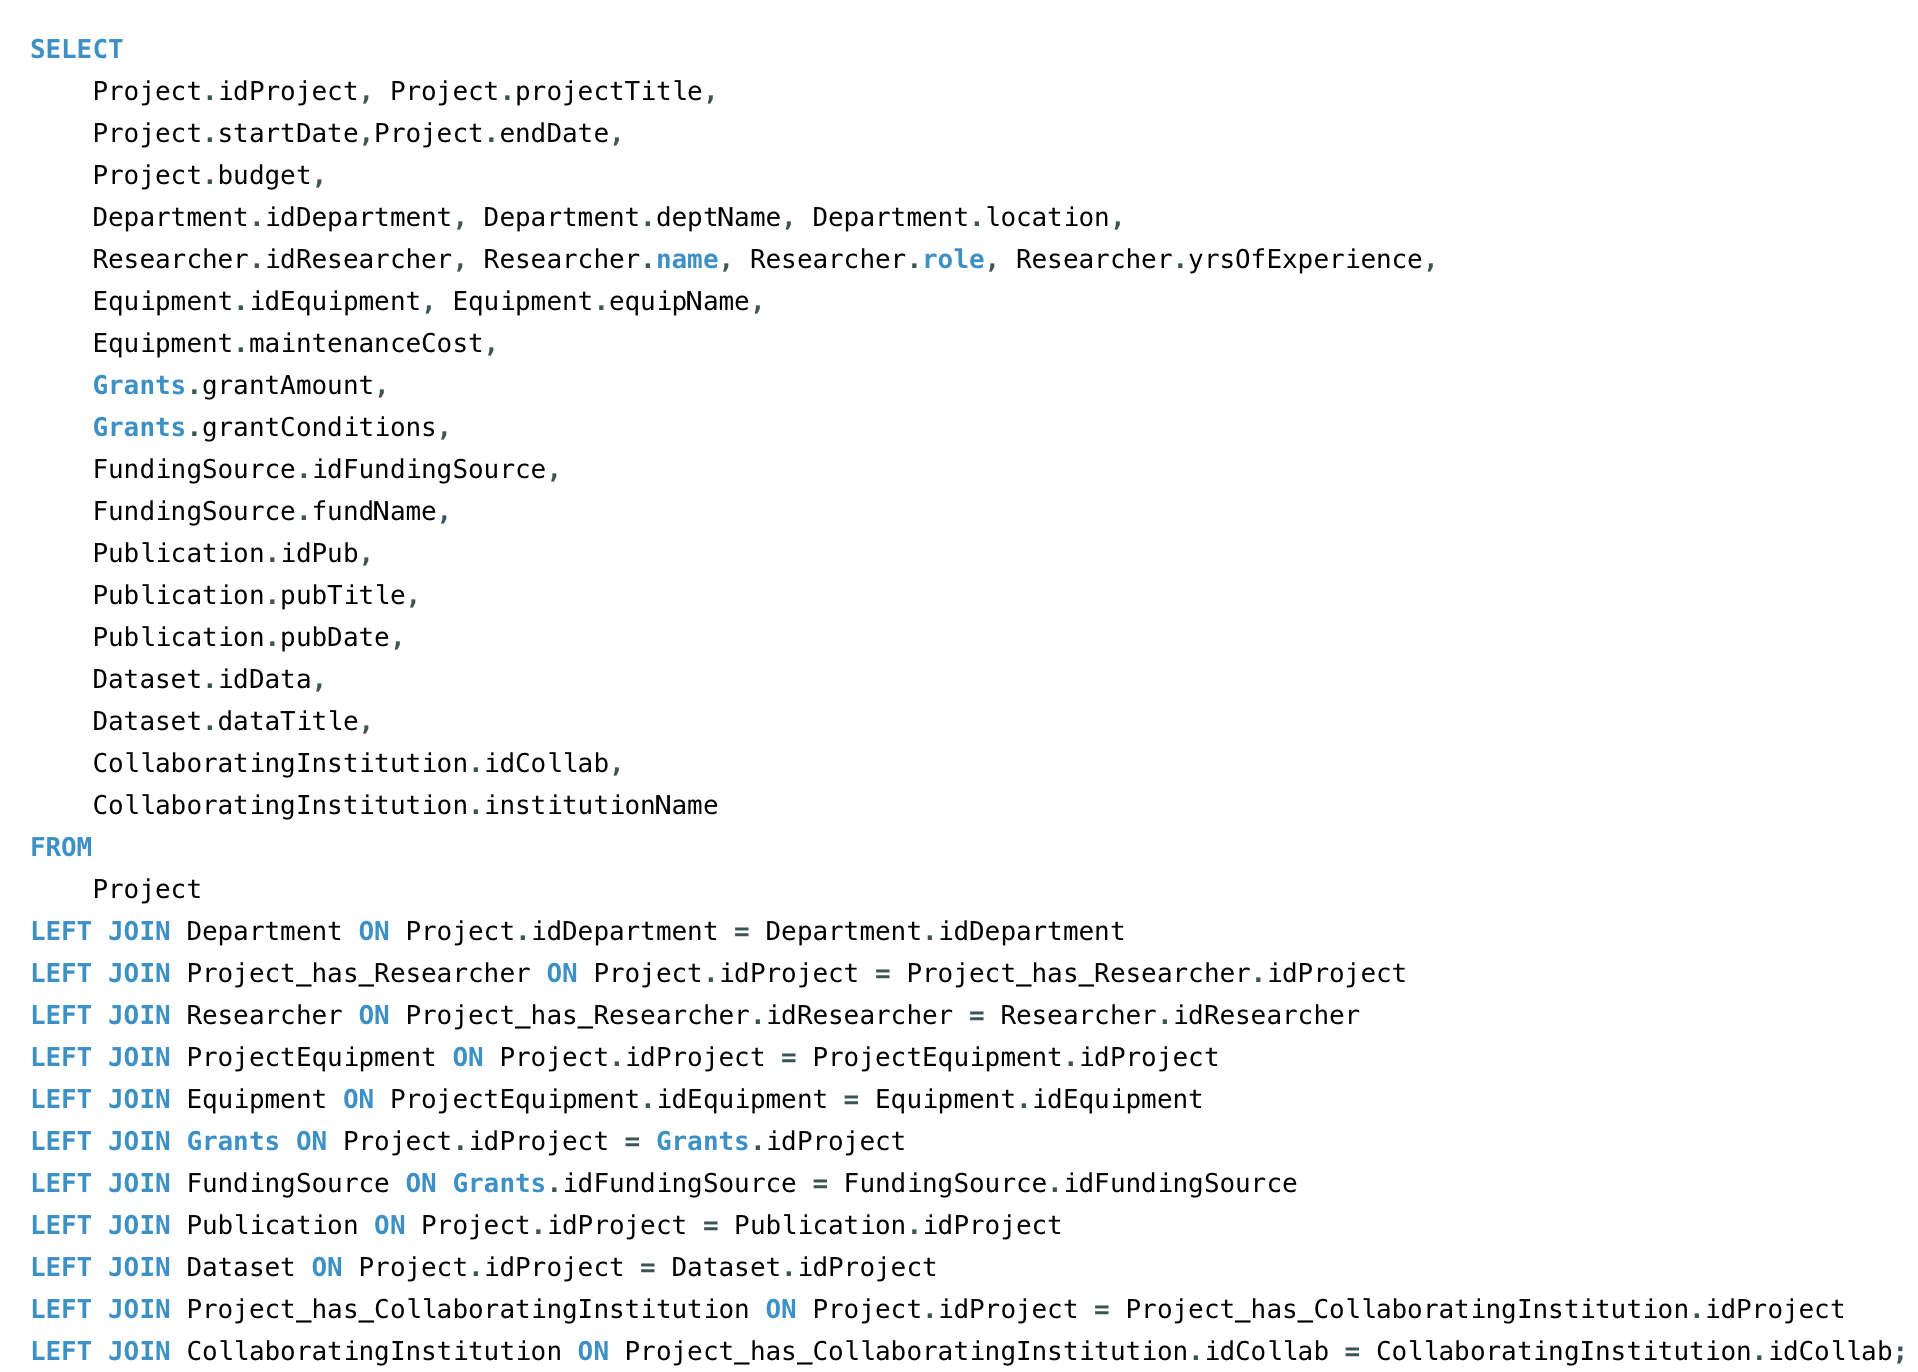 SELECT
    Project.idProject, Project.projectTitle,
    Project.startDate,Project.endDate,
    Project.budget,
    Department.idDepartment, Department.deptName, Department.location,
    Researcher.idResearcher, Researcher.name, Researcher.role, Researcher.yrsOfExperience,
    Equipment.idEquipment, Equipment.equipName,
    Equipment.maintenanceCost,
    Grants.grantAmount,
    Grants.grantConditions,
    FundingSource.idFundingSource,
    FundingSource.fundName,
    Publication.idPub,
    Publication.pubTitle,
    Publication.pubDate,
    Dataset.idData,
    Dataset.dataTitle,
    CollaboratingInstitution.idCollab,
    CollaboratingInstitution.institutionName
FROM
    Project
LEFT JOIN Department ON Project.idDepartment = Department.idDepartment
LEFT JOIN Project_has_Researcher ON Project.idProject = Project_has_Researcher.idProject
LEFT JOIN Researcher ON Project_has_Researcher.idResearcher = Researcher.idResearcher
LEFT JOIN ProjectEquipment ON Project.idProject = ProjectEquipment.idProject
LEFT JOIN Equipment ON ProjectEquipment.idEquipment = Equipment.idEquipment
LEFT JOIN Grants ON Project.idProject = Grants.idProject
LEFT JOIN FundingSource ON Grants.idFundingSource = FundingSource.idFundingSource
LEFT JOIN Publication ON Project.idProject = Publication.idProject
LEFT JOIN Dataset ON Project.idProject = Dataset.idProject
LEFT JOIN Project_has_CollaboratingInstitution ON Project.idProject = Project_has_CollaboratingInstitution.idProject
LEFT JOIN CollaboratingInstitution ON Project_has_CollaboratingInstitution.idCollab = CollaboratingInstitution.idCollab;